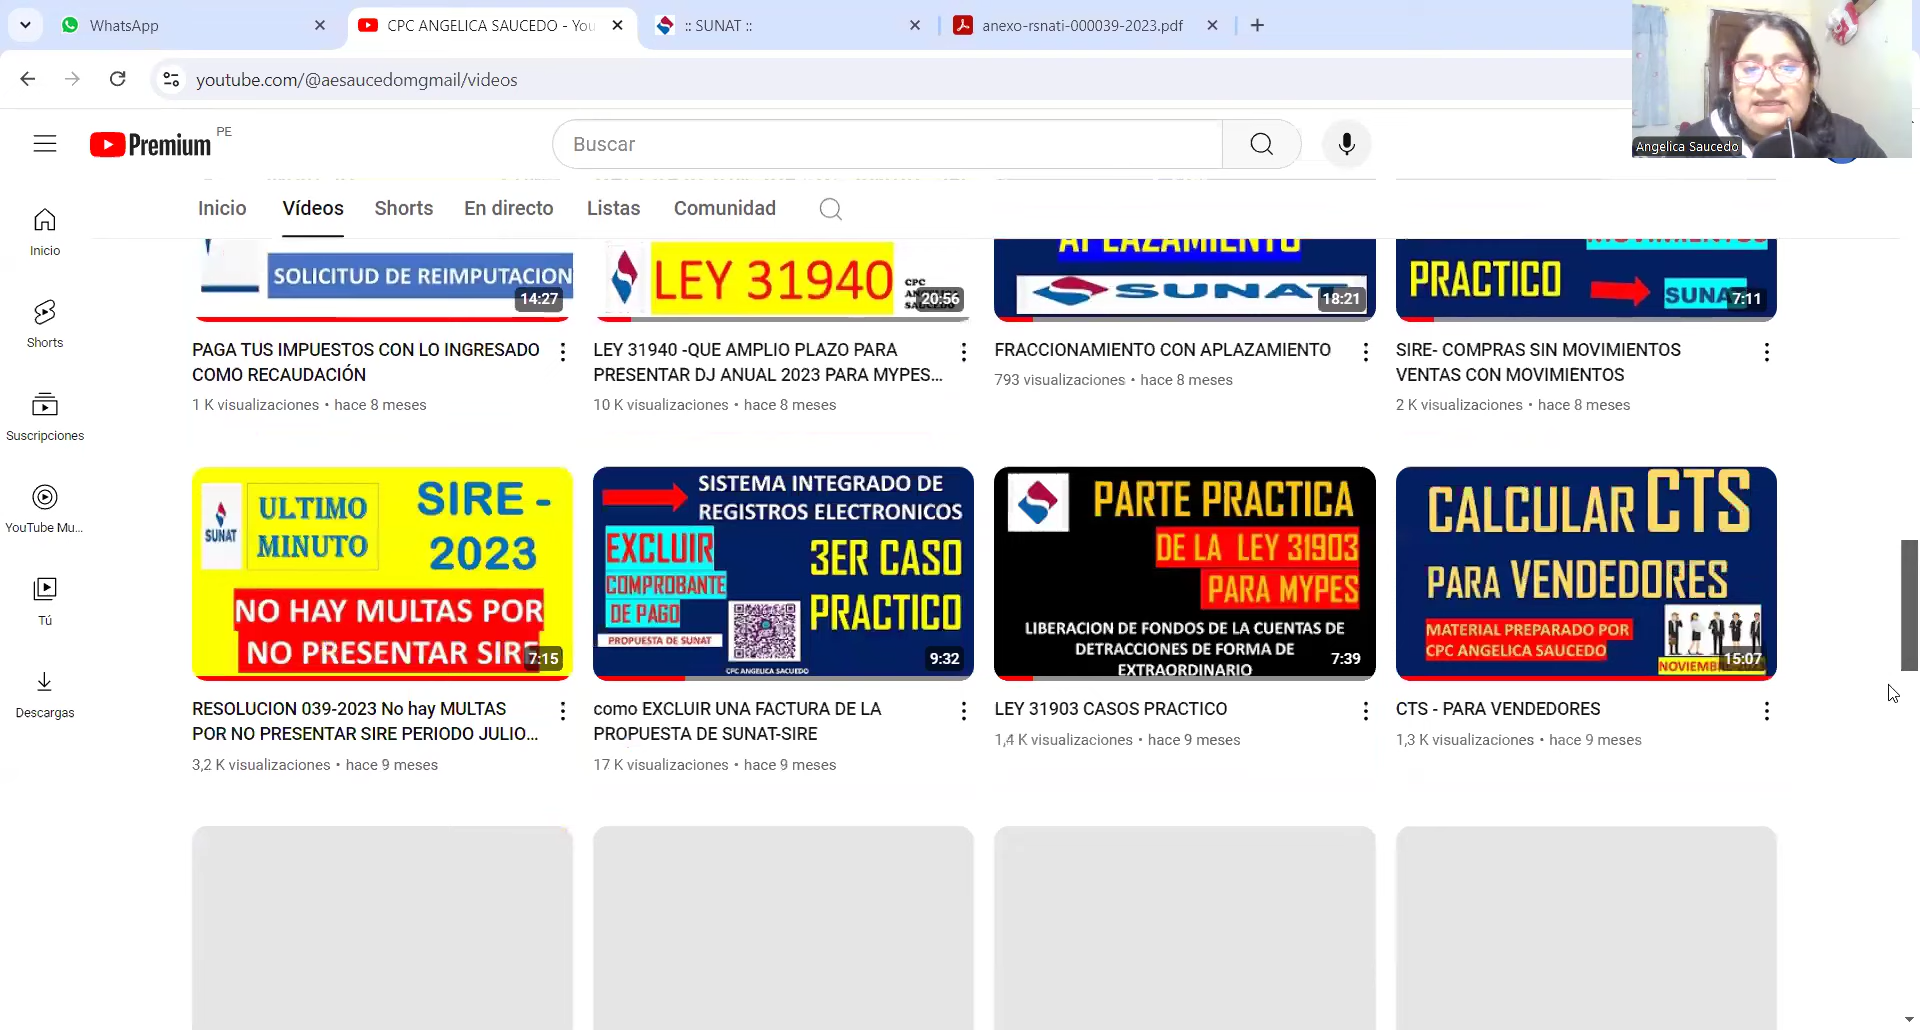 WhatsApp
CPC ANGELICA SAUCEDO - You
:: SUNAT ::
anexo-rsnati-000039-2023.pdf
youtube.com/@aesaucedomgmail/videos
Angelica Saucedo
Premium
PE
Buscar
Inicio
Vídeos
Shorts
En directo
Listas
Comunidad
Inicio
Shorts
Suscripciones
YouTube Mu...
Tú
Descargas
SOLICITUD DE REIMPUTACION
14:27
LEY 31940
CPC
ANGELICA
SAUCEDO
20:56
APLAZAMIENTO
SUNAT
18:21
MOVIMIENTOS
PRACTICO
SUNAT
7:11
PAGA TUS IMPUESTOS CON LO INGRESADO
COMO RECAUDACIÓN
1 K visualizaciones • hace 8 meses
LEY 31940 -QUE AMPLIO PLAZO PARA
PRESENTAR DJ ANUAL 2023 PARA MYPES...
10 K visualizaciones • hace 8 meses
FRACCIONAMIENTO CON APLAZAMIENTO
793 visualizaciones • hace 8 meses
SIRE- COMPRAS SIN MOVIMIENTOS
VENTAS CON MOVIMIENTOS
2 K visualizaciones • hace 8 meses
SUNAT
ULTIMO
MINUTO
SIRE -
2023
NO HAY MULTAS POR
NO PRESENTAR SIRE
7:15
SISTEMA INTEGRADO DE
REGISTROS ELECTRONICOS
EXCLUIR
COMPROBANTE
DE PAGO
PROPUESTA DE SUNAT
3ER CASO
PRACTICO
CPC ANGELICA SAUCEDO
9:32
PARTE PRACTICA
DE LA LEY 31903
PARA MYPES
LIBERACION DE FONDOS DE LA CUENTAS DE
DETRACCIONES DE FORMA DE
EXTRAORDINARIO
7:39
CALCULAR CTS
PARA VENDEDORES
MATERIAL PREPARADO POR
CPC ANGELICA SAUCEDO
15:07
RESOLUCION 039-2023 No hay MULTAS
POR NO PRESENTAR SIRE PERIODO JULIO...
3,2 K visualizaciones • hace 9 meses
como EXCLUIR UNA FACTURA DE LA
PROPUESTA DE SUNAT-SIRE
17 K visualizaciones • hace 9 meses
LEY 31903 CASOS PRACTICO
1,4 K visualizaciones • hace 9 meses
CTS - PARA VENDEDORES
1,3 K visualizaciones • hace 9 meses